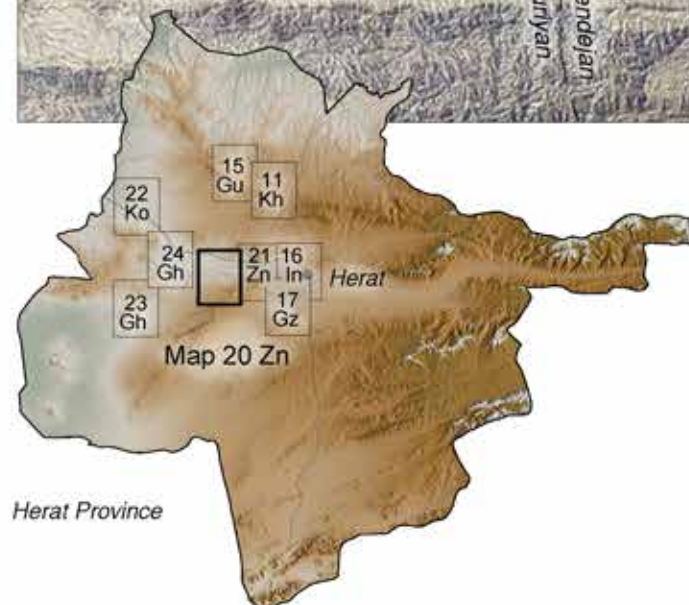 endejan
15
Gu
11
Kh
22
Ko
24
Gh
21
Zn
16
In
Herat
23
Gh
17
Gz
Map 20 Zn
Herat Province